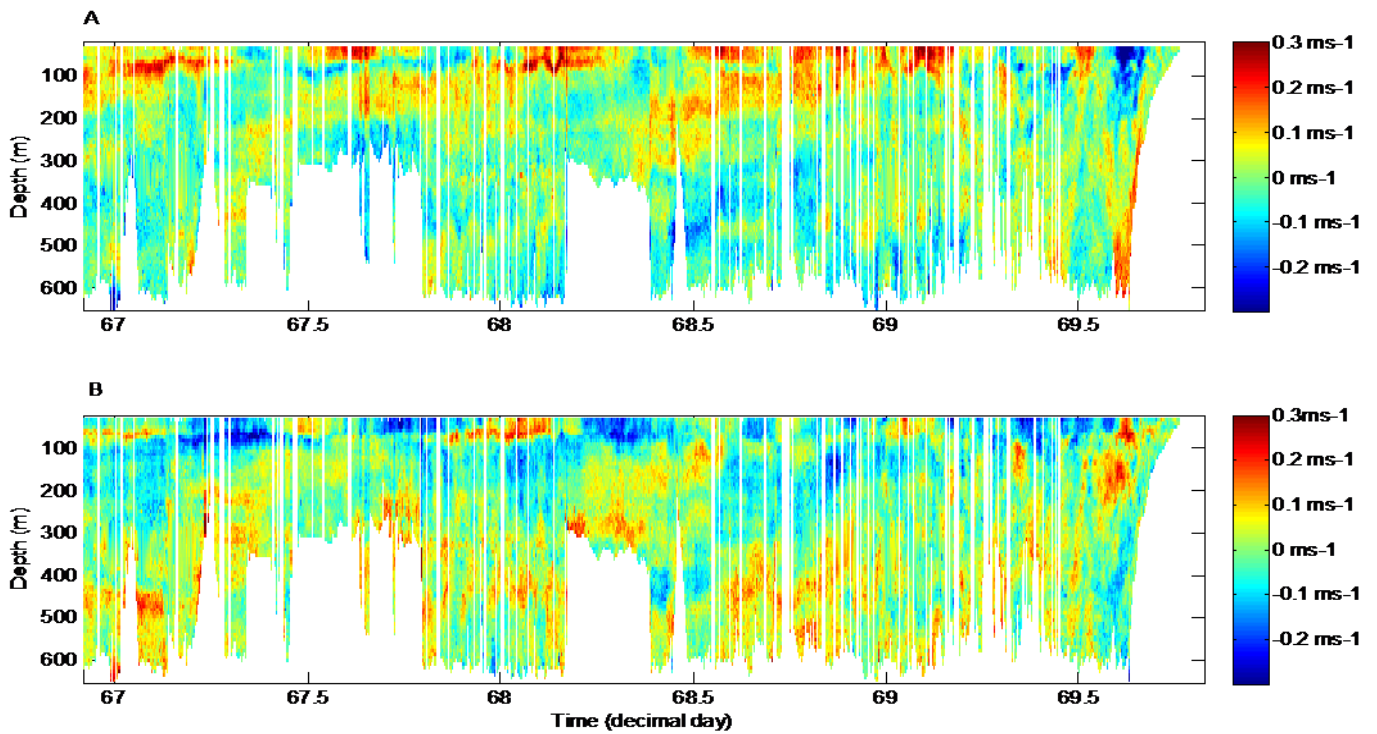 A
0.3 ms-1
100
0.2 ms-1
200
0.1 ms-1
300
0 ms-1
400
-0.1 ms-1
500
-0.2 ms-1
600
Depth (m)
67 67.5 68 68.5 69 69.5
B
0.3ms-1
100
0.2 ms-1
200
0.1 ms-1
300
0 ms-1
400
-0.1 ms-1
500
-0.2 ms-1
600
Depth (m)
67 67.5 68 68.5 69 69.5
Time (decimal day)